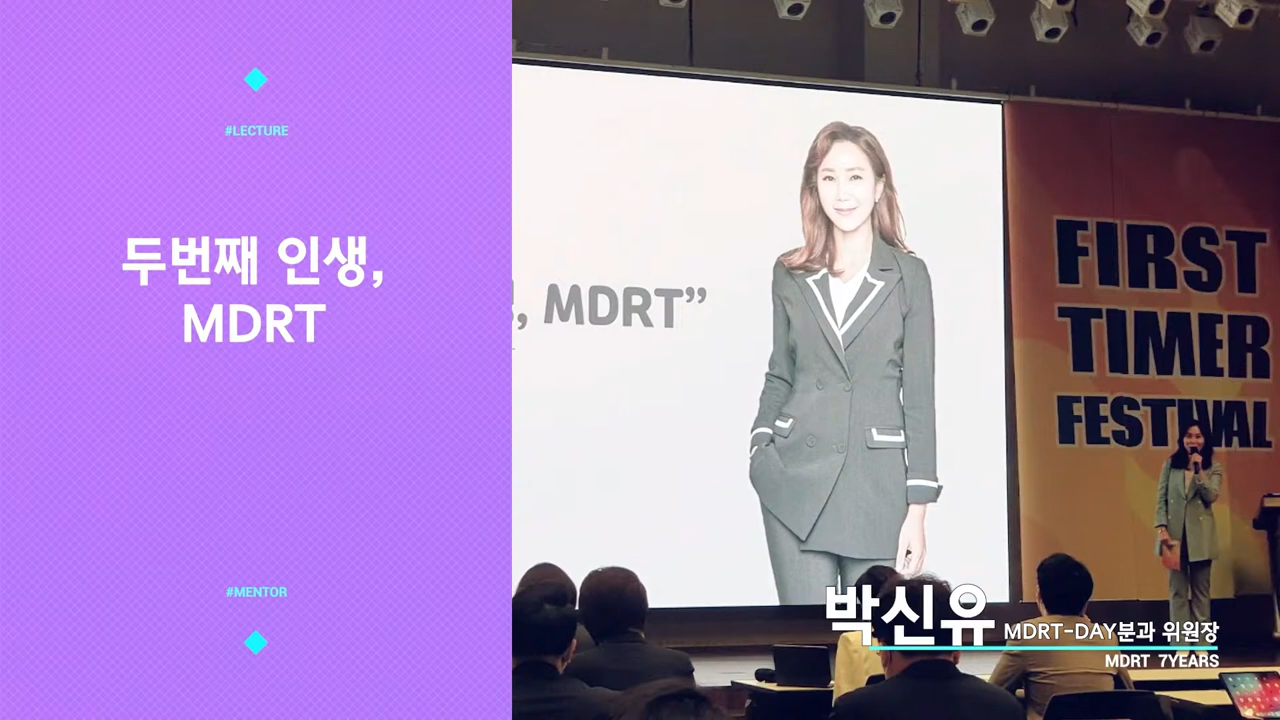 #LECTURE
두번째 인생,
MDRT
#MENTOR
, MDRT”
FIRST
TIMER
FESTIVAL
박신유 MDRT-DAY분과 위원장
MDRT 7YEARS